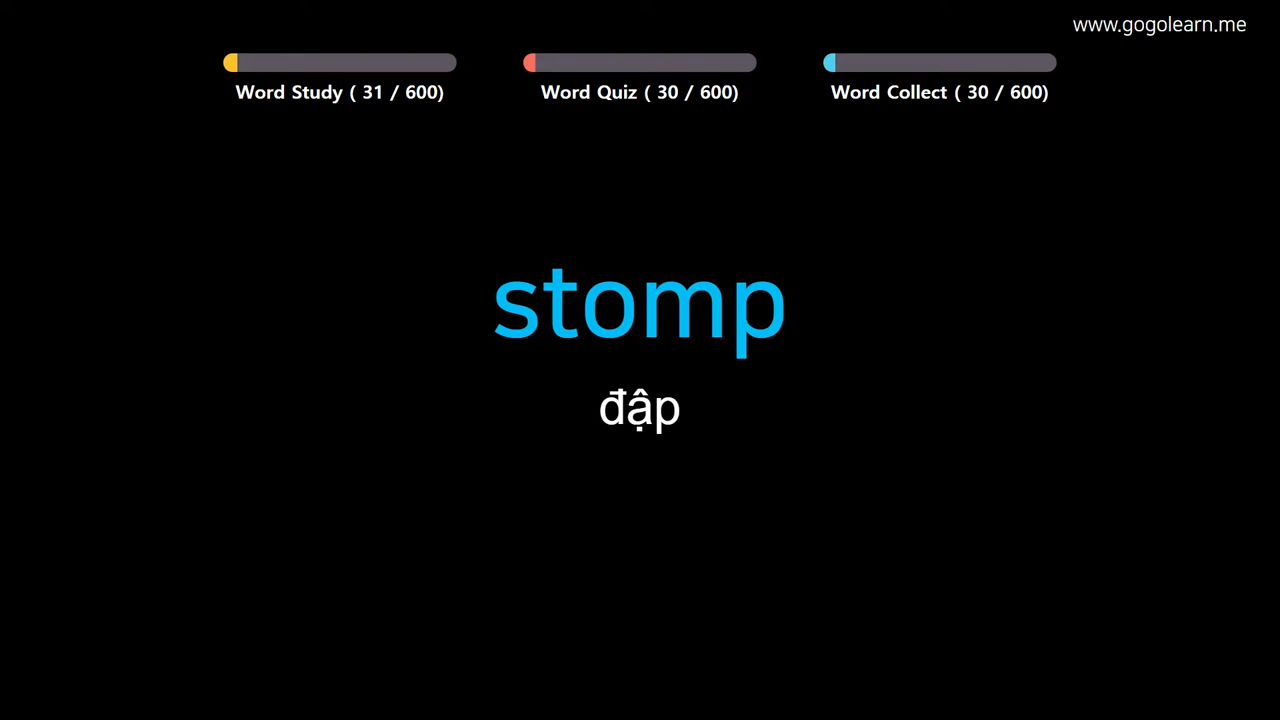 www.gogolearn.me
Word Study ( 31 / 600)
Word Quiz ( 30 / 600)
Word Collect ( 30 / 600)
stomp
đập